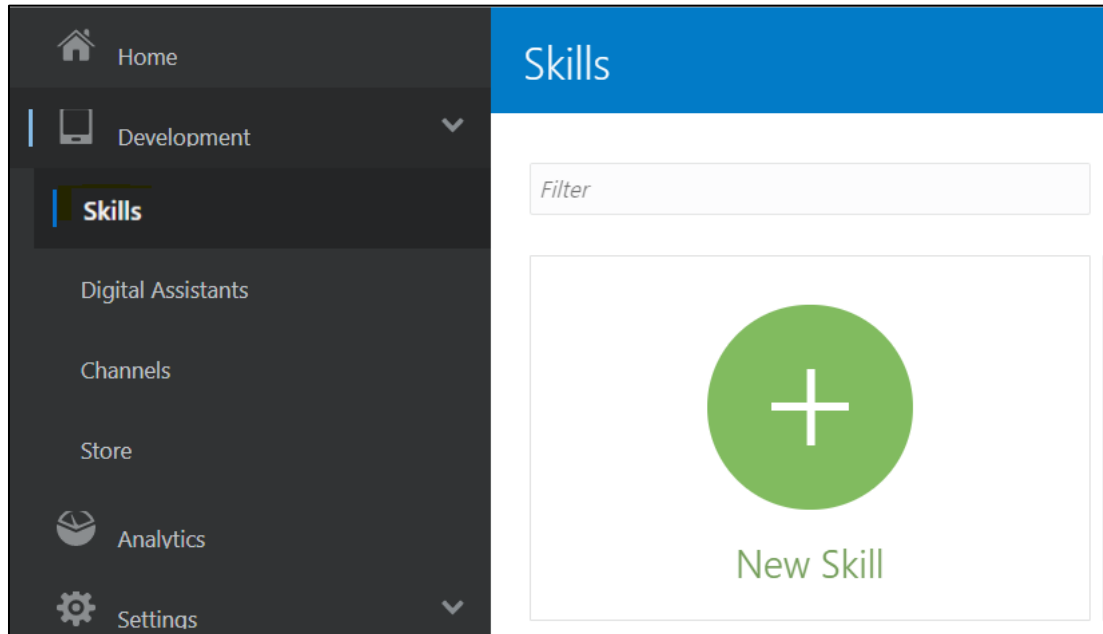 Home
Development
Skills
Digital Assistants
Channels
Store
Analytics
Settings
Skills
Filter
New Skill